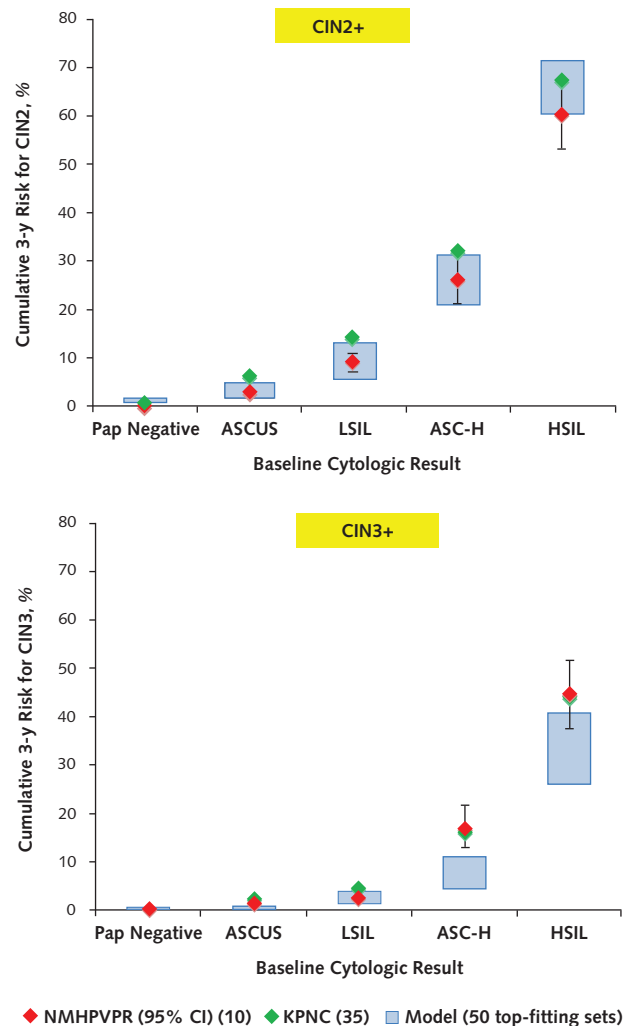 CIN2+
Cumulative 3-y Risk for CIN2, %
80
70
60
50
40
30
20
10
0
Pap Negative ASCUS LSIL ASC-H HSIL
Baseline Cytologic Result
CIN3+
Cumulative 3-y Risk for CIN3, %
80
70
60
50
40
30
20
10
0
Pap Negative ASCUS LSIL ASC-H HSIL
Baseline Cytologic Result
NMHPVPR (95% CI) (10) KPNC (35) Model (50 top-fitting sets)